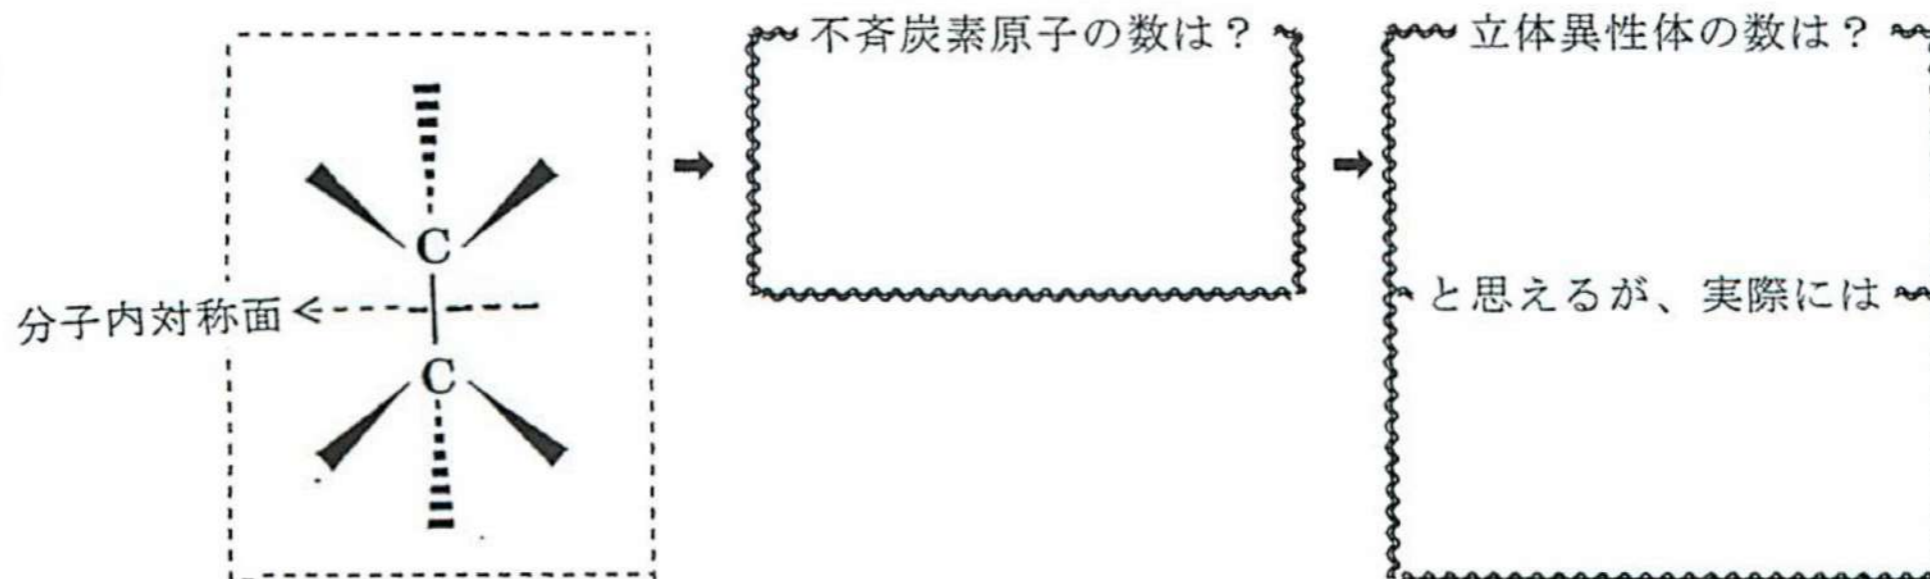 不斉炭素原子の数は？
立体異性体の数は？
C
分子内対称面
と思えるが、実際には
C